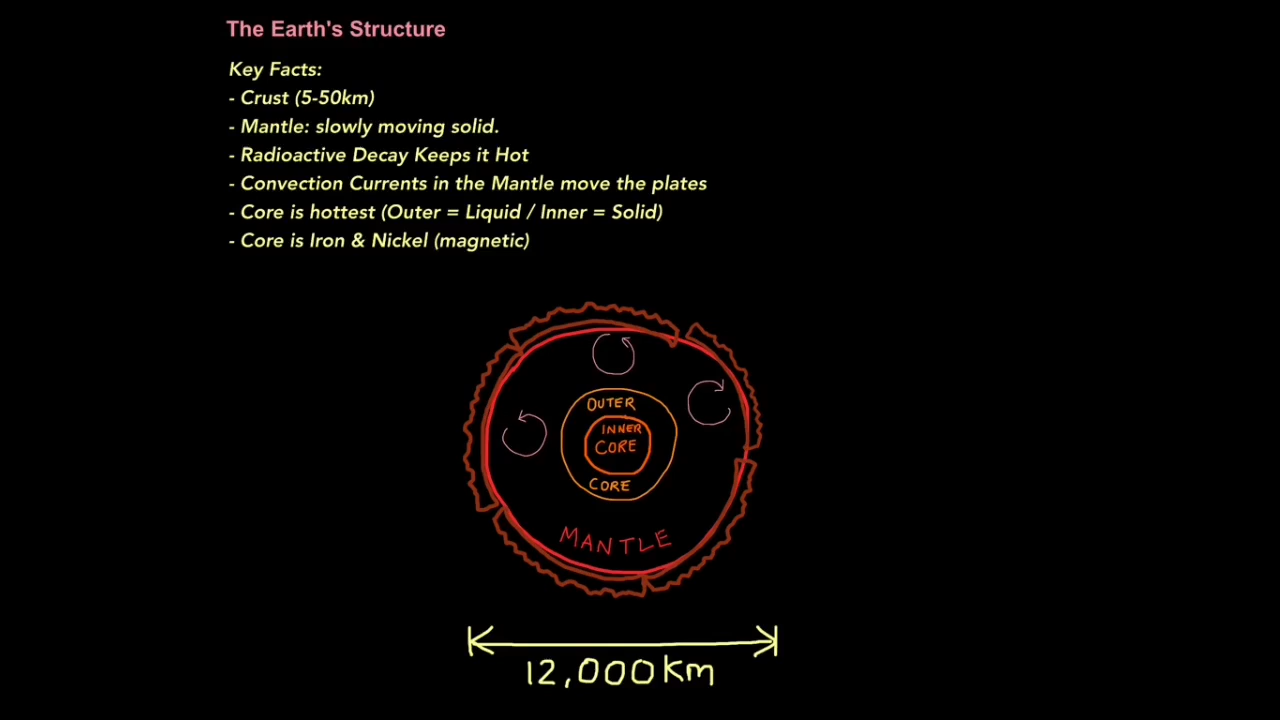 The Earth's Structure
Key Facts:
- Crust (5-50km)
- Mantle: slowly moving solid.
- Radioactive Decay Keeps it Hot
- Convection Currents in the Mantle move the plates
- Core is hottest (Outer = Liquid / Inner = Solid)
- Core is Iron & Nickel (magnetic)
OUTER
INNER
CORE
CORE
MANTLE
12,000km